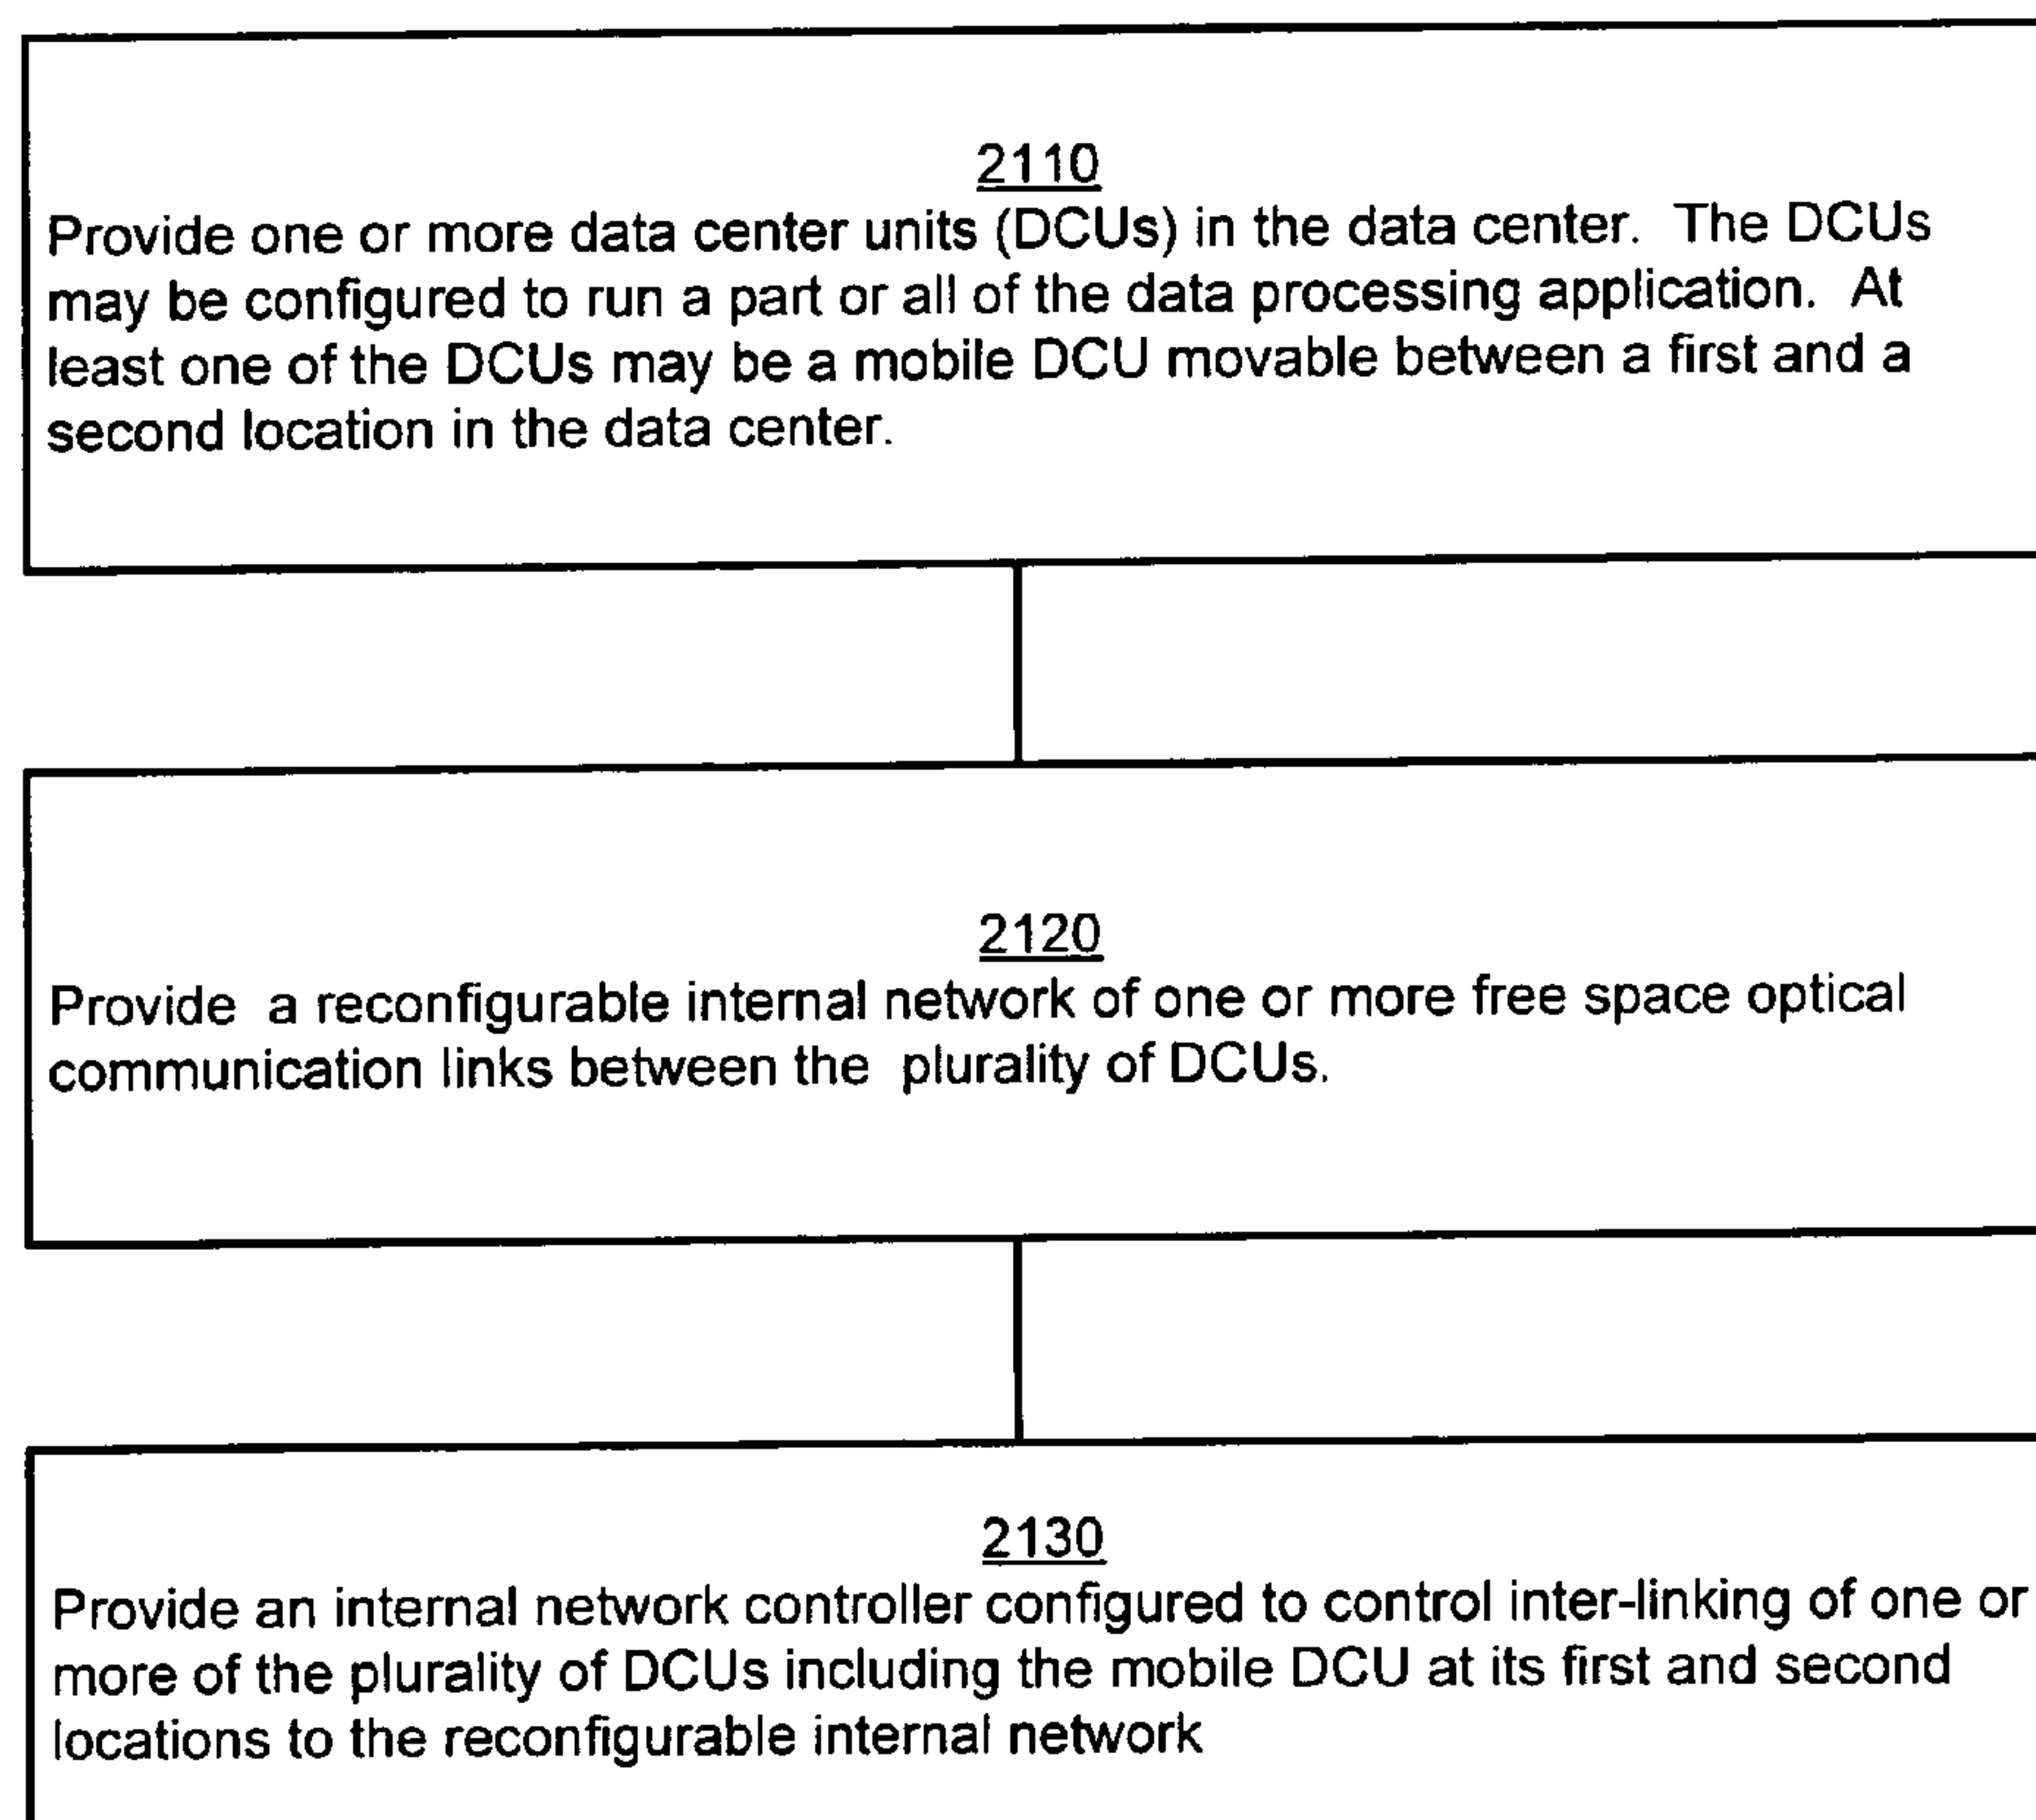 2110
Provide one or more data center units (DCUs) in the data center. The DCUs
may be configured to run a part or all of the data processing application. At
least one of the DCUs may be a mobile DCU movable between a first and a
second location in the data center.
2120
Provide a reconfigurable internal network of one or more free space optical
communication links between the plurality of DCUs.
2130
Provide an internal network controller configured to control inter-linking of one or
more of the plurality of DCUs including the mobile DCU at its first and second
locations to the reconfigurable internal network